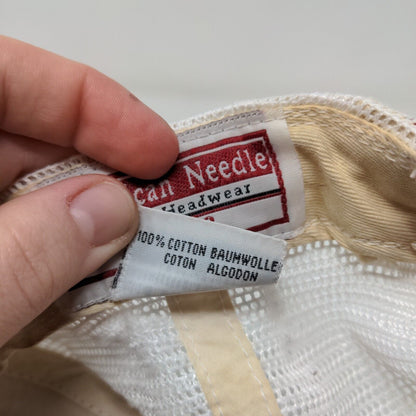 can Needle
Headwear
100% COTTON BAUMWOLLE
COTON ALGODON